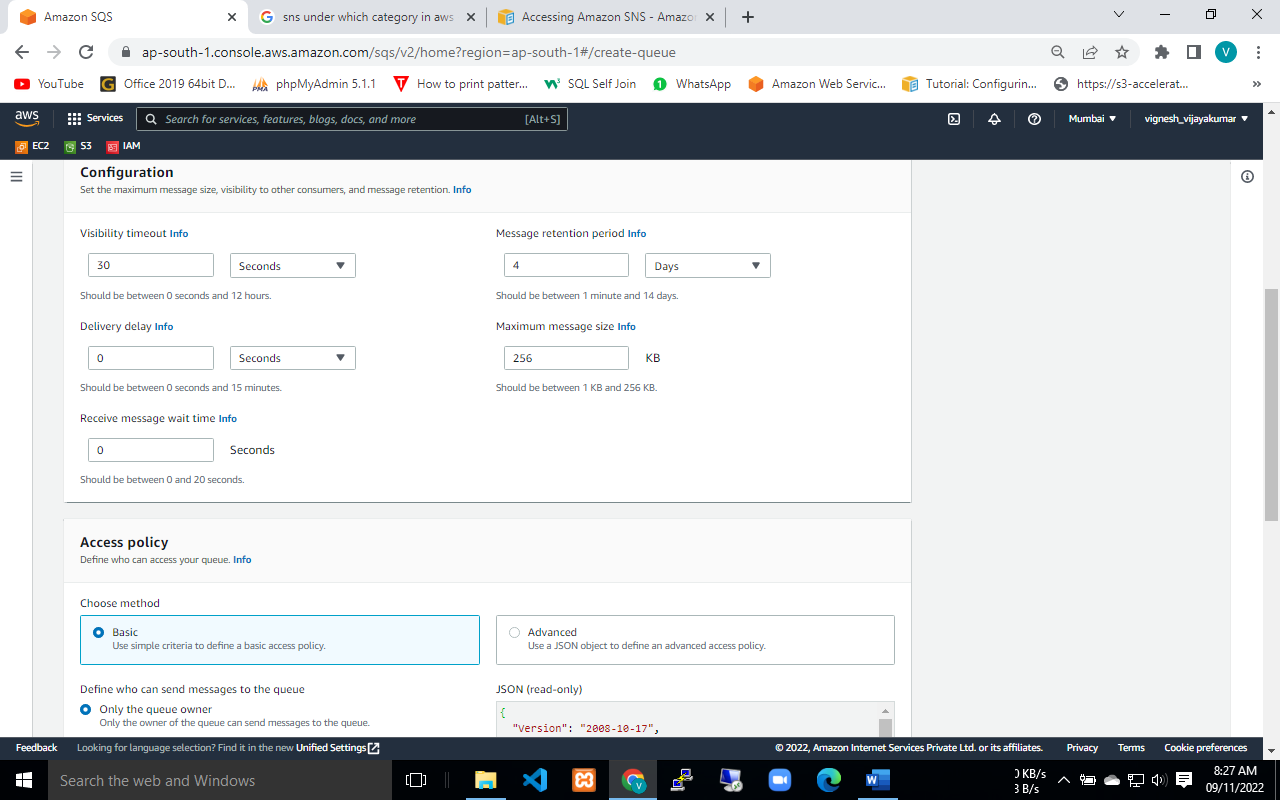 Amazon SQS
sns under which category in aws
Accessing Amazon SNS - Amazo
ap-south-1.console.aws.amazon.com/sqs/v2/home?region=ap-south-1#/create-queue
V
YouTube
G
Office 2019 64bit D...
PMA
phpMyAdmin 5.1.1
How to print patter...
SQL Self Join
1
WhatsApp
Amazon Web Servic...
Tutorial: Configurin...
https://s3-accelerat...
»
aws
Services
Search for services, features, blogs, docs, and more
[Alt+S]
Mumbai
vignesh_vijayakumar
EC2
S3
IAM
Configuration
Set the maximum message size, visibility to other consumers, and message retention. Info
Visibility timeout Info
Message retention period Info
30
Seconds
4
Days
Should be between 0 seconds and 12 hours.
Should be between 1 minute and 14 days.
Delivery delay Info
Maximum message size Info
0
Seconds
256
KB
Should be between 0 seconds and 15 minutes.
Should be between 1 KB and 256 KB.
Receive message wait time Info
0
Seconds
Should be between 0 and 20 seconds.
Access policy
Define who can access your queue. Info
Choose method
Basic
Use simple criteria to define a basic access policy.
Advanced
Use a JSON object to define an advanced access policy.
Define who can send messages to the queue
JSON (read-only)
Only the queue owner
Only the owner of the queue can send messages to the queue.
{
"Version": "2008-10-17",
Feedback
Looking for language selection? Find it in the new Unified Settings
© 2022, Amazon Internet Services Private Ltd. or its affiliates.
Privacy
Terms
Cookie preferences
Search the web and Windows
V
W
KB/s
B/s
8:27 AM
09/11/2022